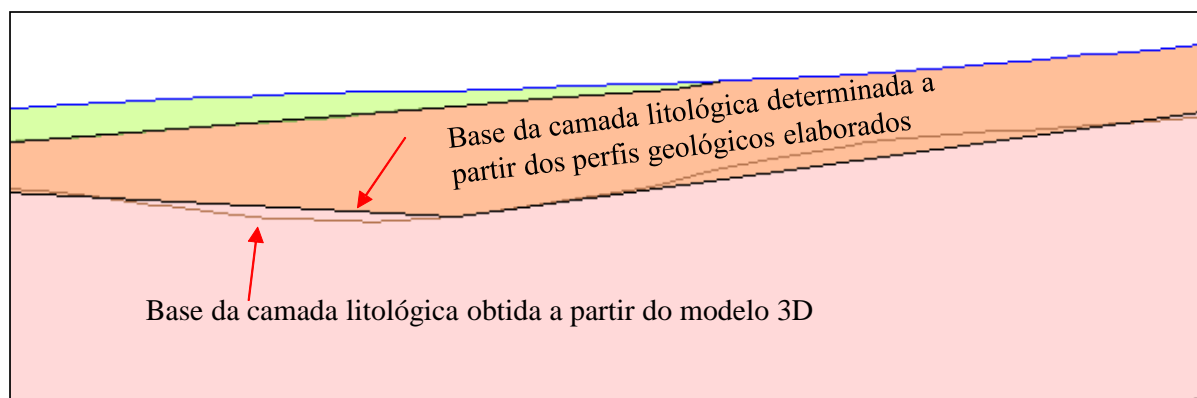 Base da camada litológica determinada a
partir dos perfis geológicos elaborados
Base da camada litológica obtida a partir do modelo 3D